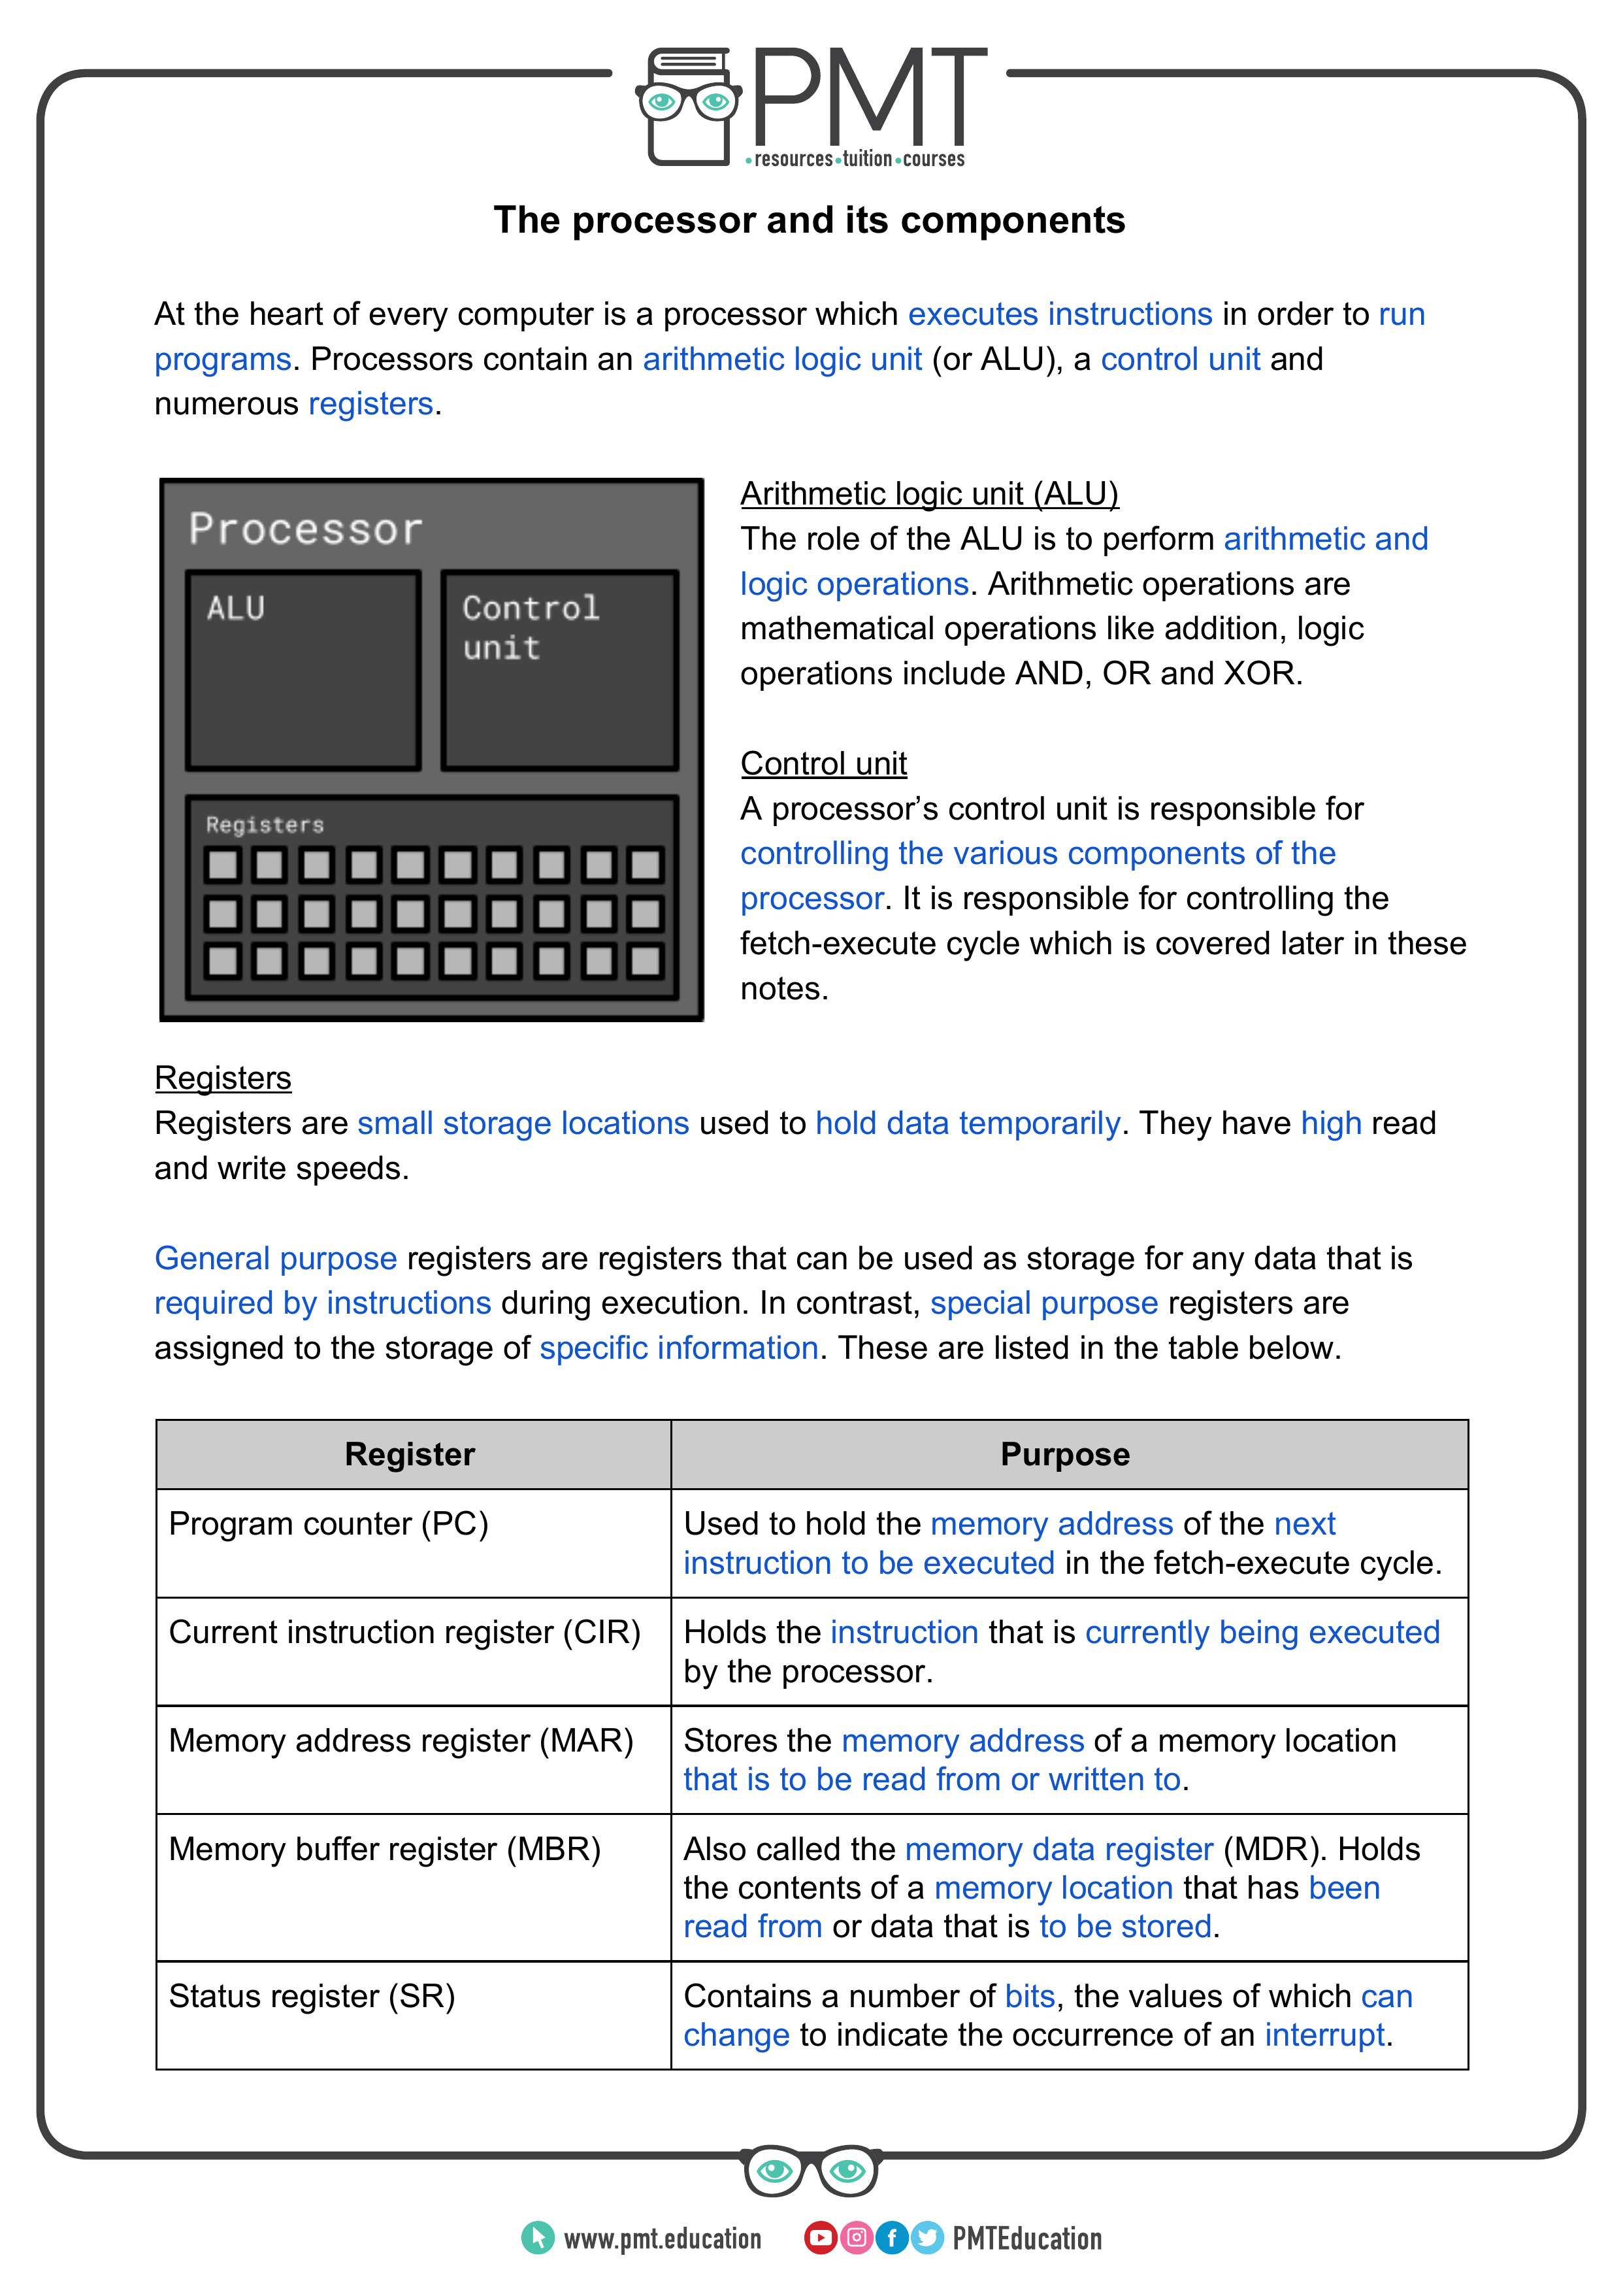 PMT
resources tuition courses
The processor and its components
At the heart of every computer is a processor which executes instructions in order to run
programs. Processors contain an arithmetic logic unit (or ALU), a control unit and
numerous registers.
Processor
ALU
Control
unit
Registers
Arithmetic logic unit (ALU)
The role of the ALU is to perform arithmetic and
logic operations. Arithmetic operations are
mathematical operations like addition, logic
operations include AND, OR and XOR.
Control unit
A processor’s control unit is responsible for
controlling the various components of the
processor. It is responsible for controlling the
fetch-execute cycle which is covered later in these
notes.
Registers
Registers are small storage locations used to hold data temporarily. They have high read
and write speeds.
General purpose registers are registers that can be used as storage for any data that is
required by instructions during execution. In contrast, special purpose registers are
assigned to the storage of specific information. These are listed in the table below.
Register Purpose
Program counter (PC) Used to hold the memory address of the next
instruction to be executed in the fetch-execute cycle.
Current instruction register (CIR) Holds the instruction that is currently being executed
by the processor.
Memory address register (MAR) Stores the memory address of a memory location
that is to be read from or written to.
Memory buffer register (MBR) Also called the memory data register (MDR). Holds
the contents of a memory location that has been
read from or data that is to be stored.
Status register (SR) Contains a number of bits, the values of which can
change to indicate the occurrence of an interrupt.
www.pmt.education PMTEducation